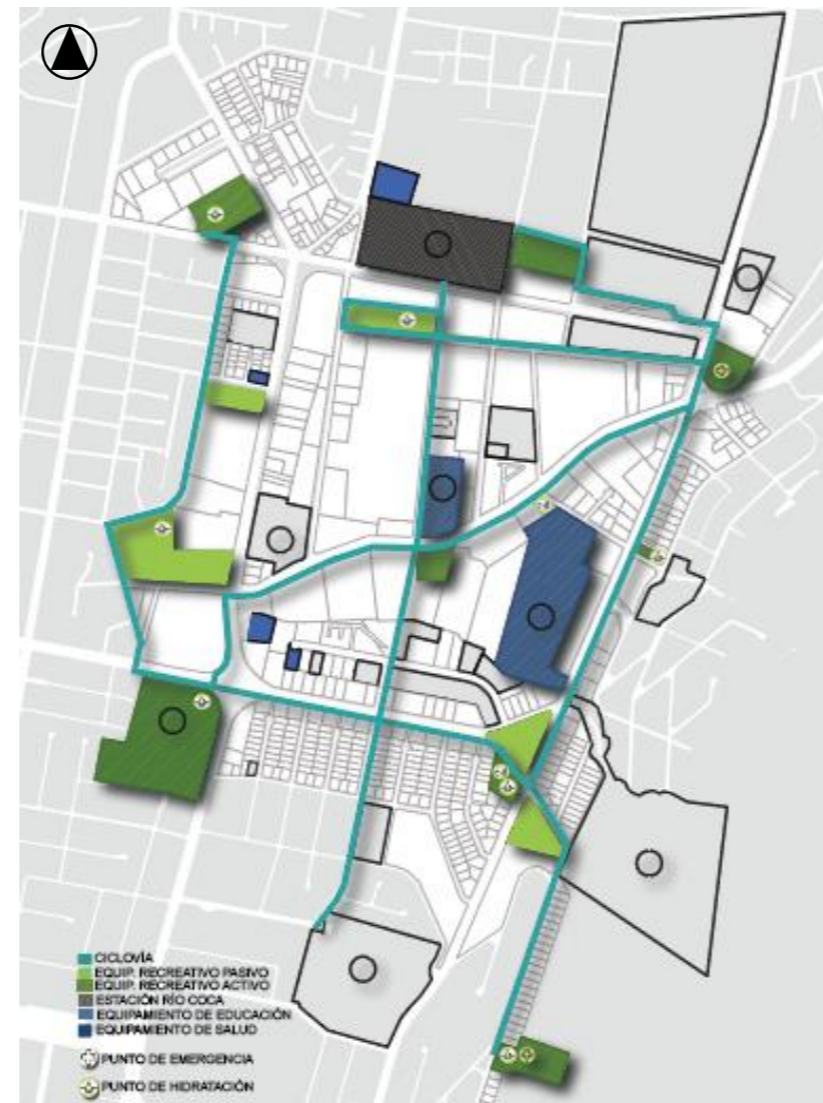 CICLOVÍA
EQUIP. RECREATIVO PASIVO
EQUIP. RECREATIVO ACTIVO
ESTACIÓN RÍO COCA
EQUIPAMIENTO DE EDUCACIÓN
EQUIPAMIENTO DE SALUD
PUNTO DE EMERGENCIA
PUNTO DE HIDRATACIÓN